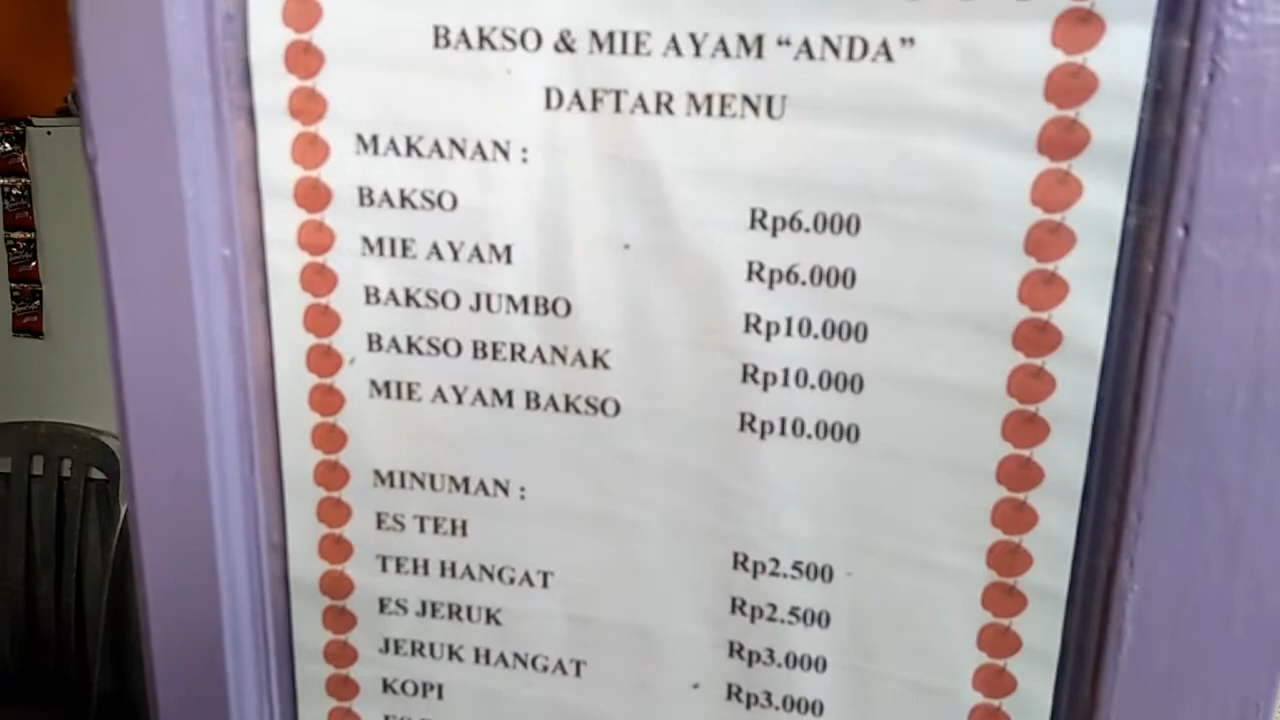 BAKSO & MIE AYAM “ANDA”
DAFTAR MENU
MAKANAN :
BAKSO Rp6.000
MIE AYAM Rp6.000
BAKSO JUMBO Rp10.000
BAKSO BERANAK Rp10.000
MIE AYAM BAKSO Rp10.000
MINUMAN :
ES TEH Rp2.500
TEH HANGAT Rp2.500
ES JERUK Rp3.000
JERUK HANGAT Rp3.000
KOPI